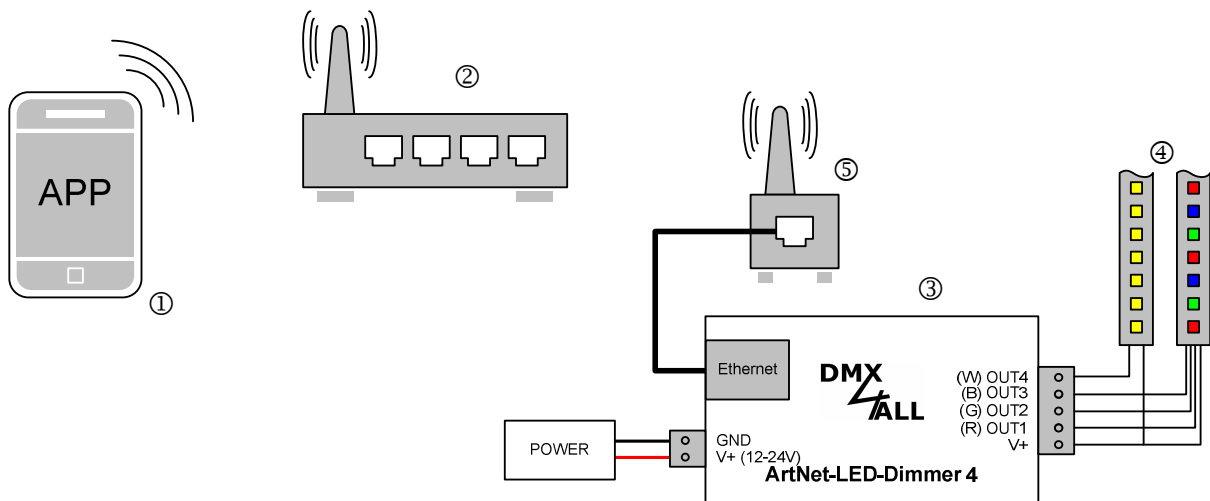 ①
APP
②
⑤
④
③
Ethernet
DMX
4ALL
(W) OUT4
(B) OUT3
(G) OUT2
(R) OUT1
V+
POWER
GND
V+ (12-24V)
ArtNet-LED-Dimmer 4